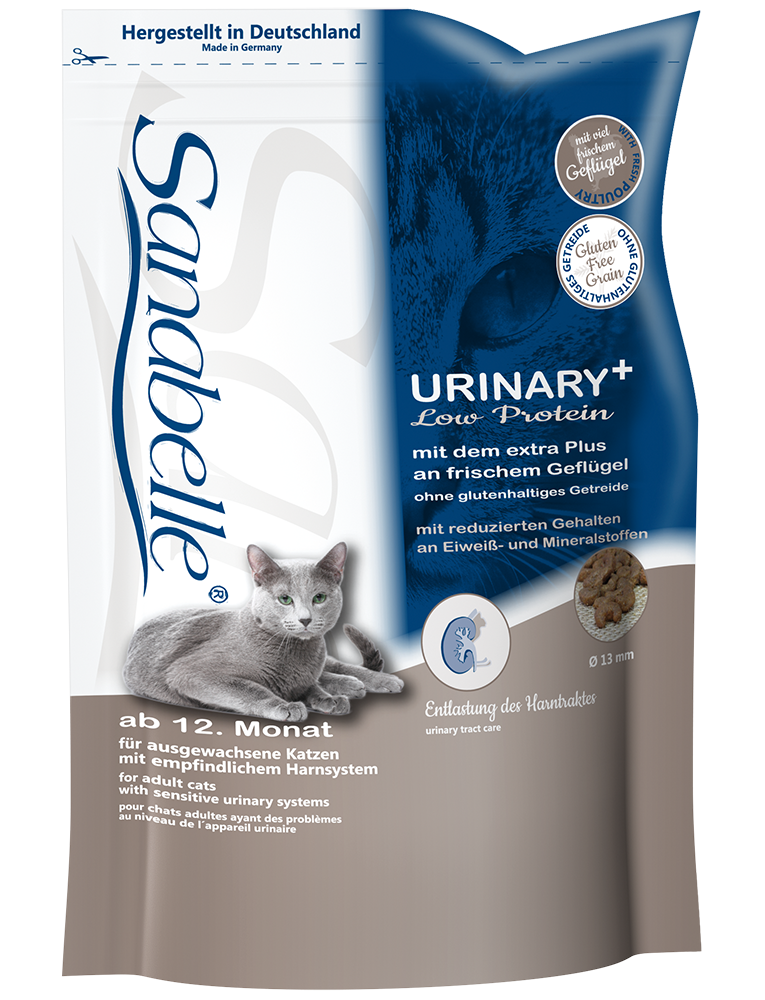 Hergestellt in Deutschland
Made in Germany
Sanabelle®
mit viel
frischem
Geflügel
WITH FRESH POULTRY
OHNE GLUTENHALTIGES GETREIDE
Gluten
Free
Grain
URINARY+
Low Protein
mit dem extra Plus
an frischem Geflügel
ohne glutenhaltiges Getreide
mit reduzierten Gehalten
an Eiweiß- und Mineralstoffen
Ø 13 mm
Entlastung des Harntraktes
urinary tract care
ab 12. Monat
für ausgewachsene Katzen
mit empfindlichem Harnsystem
for adult cats
with sensitive urinary systems
pour chats adultes ayant des problèmes
au niveau de l´appareil urinaire